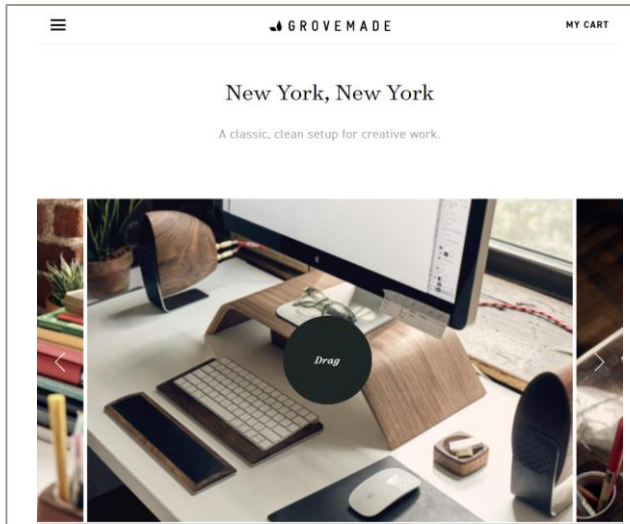 GROVEMADE
MY CART
New York, New York
A classic, clean setup for creative work.
Drag